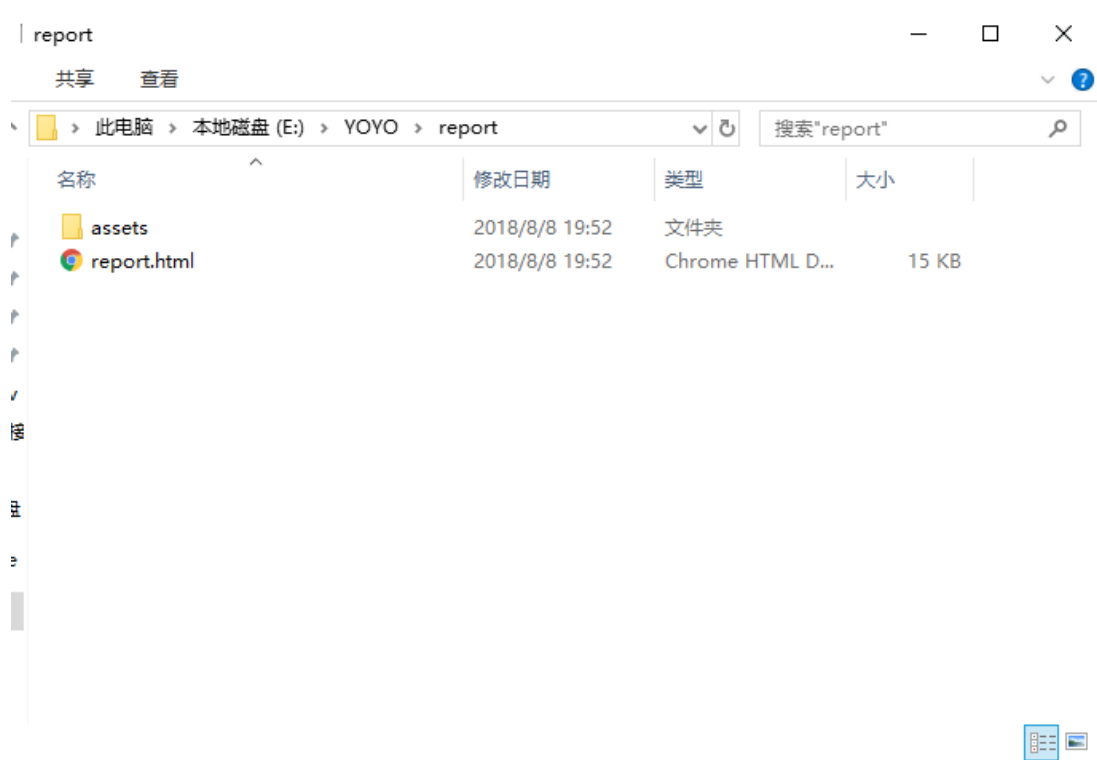 report
共享 查看
此电脑 本地磁盘 (E:) YOYO report 搜索"report"
名称 修改日期 类型 大小
assets 2018/8/8 19:52 文件夹
report.html 2018/8/8 19:52 Chrome HTML D... 15 KB
接
盘
e